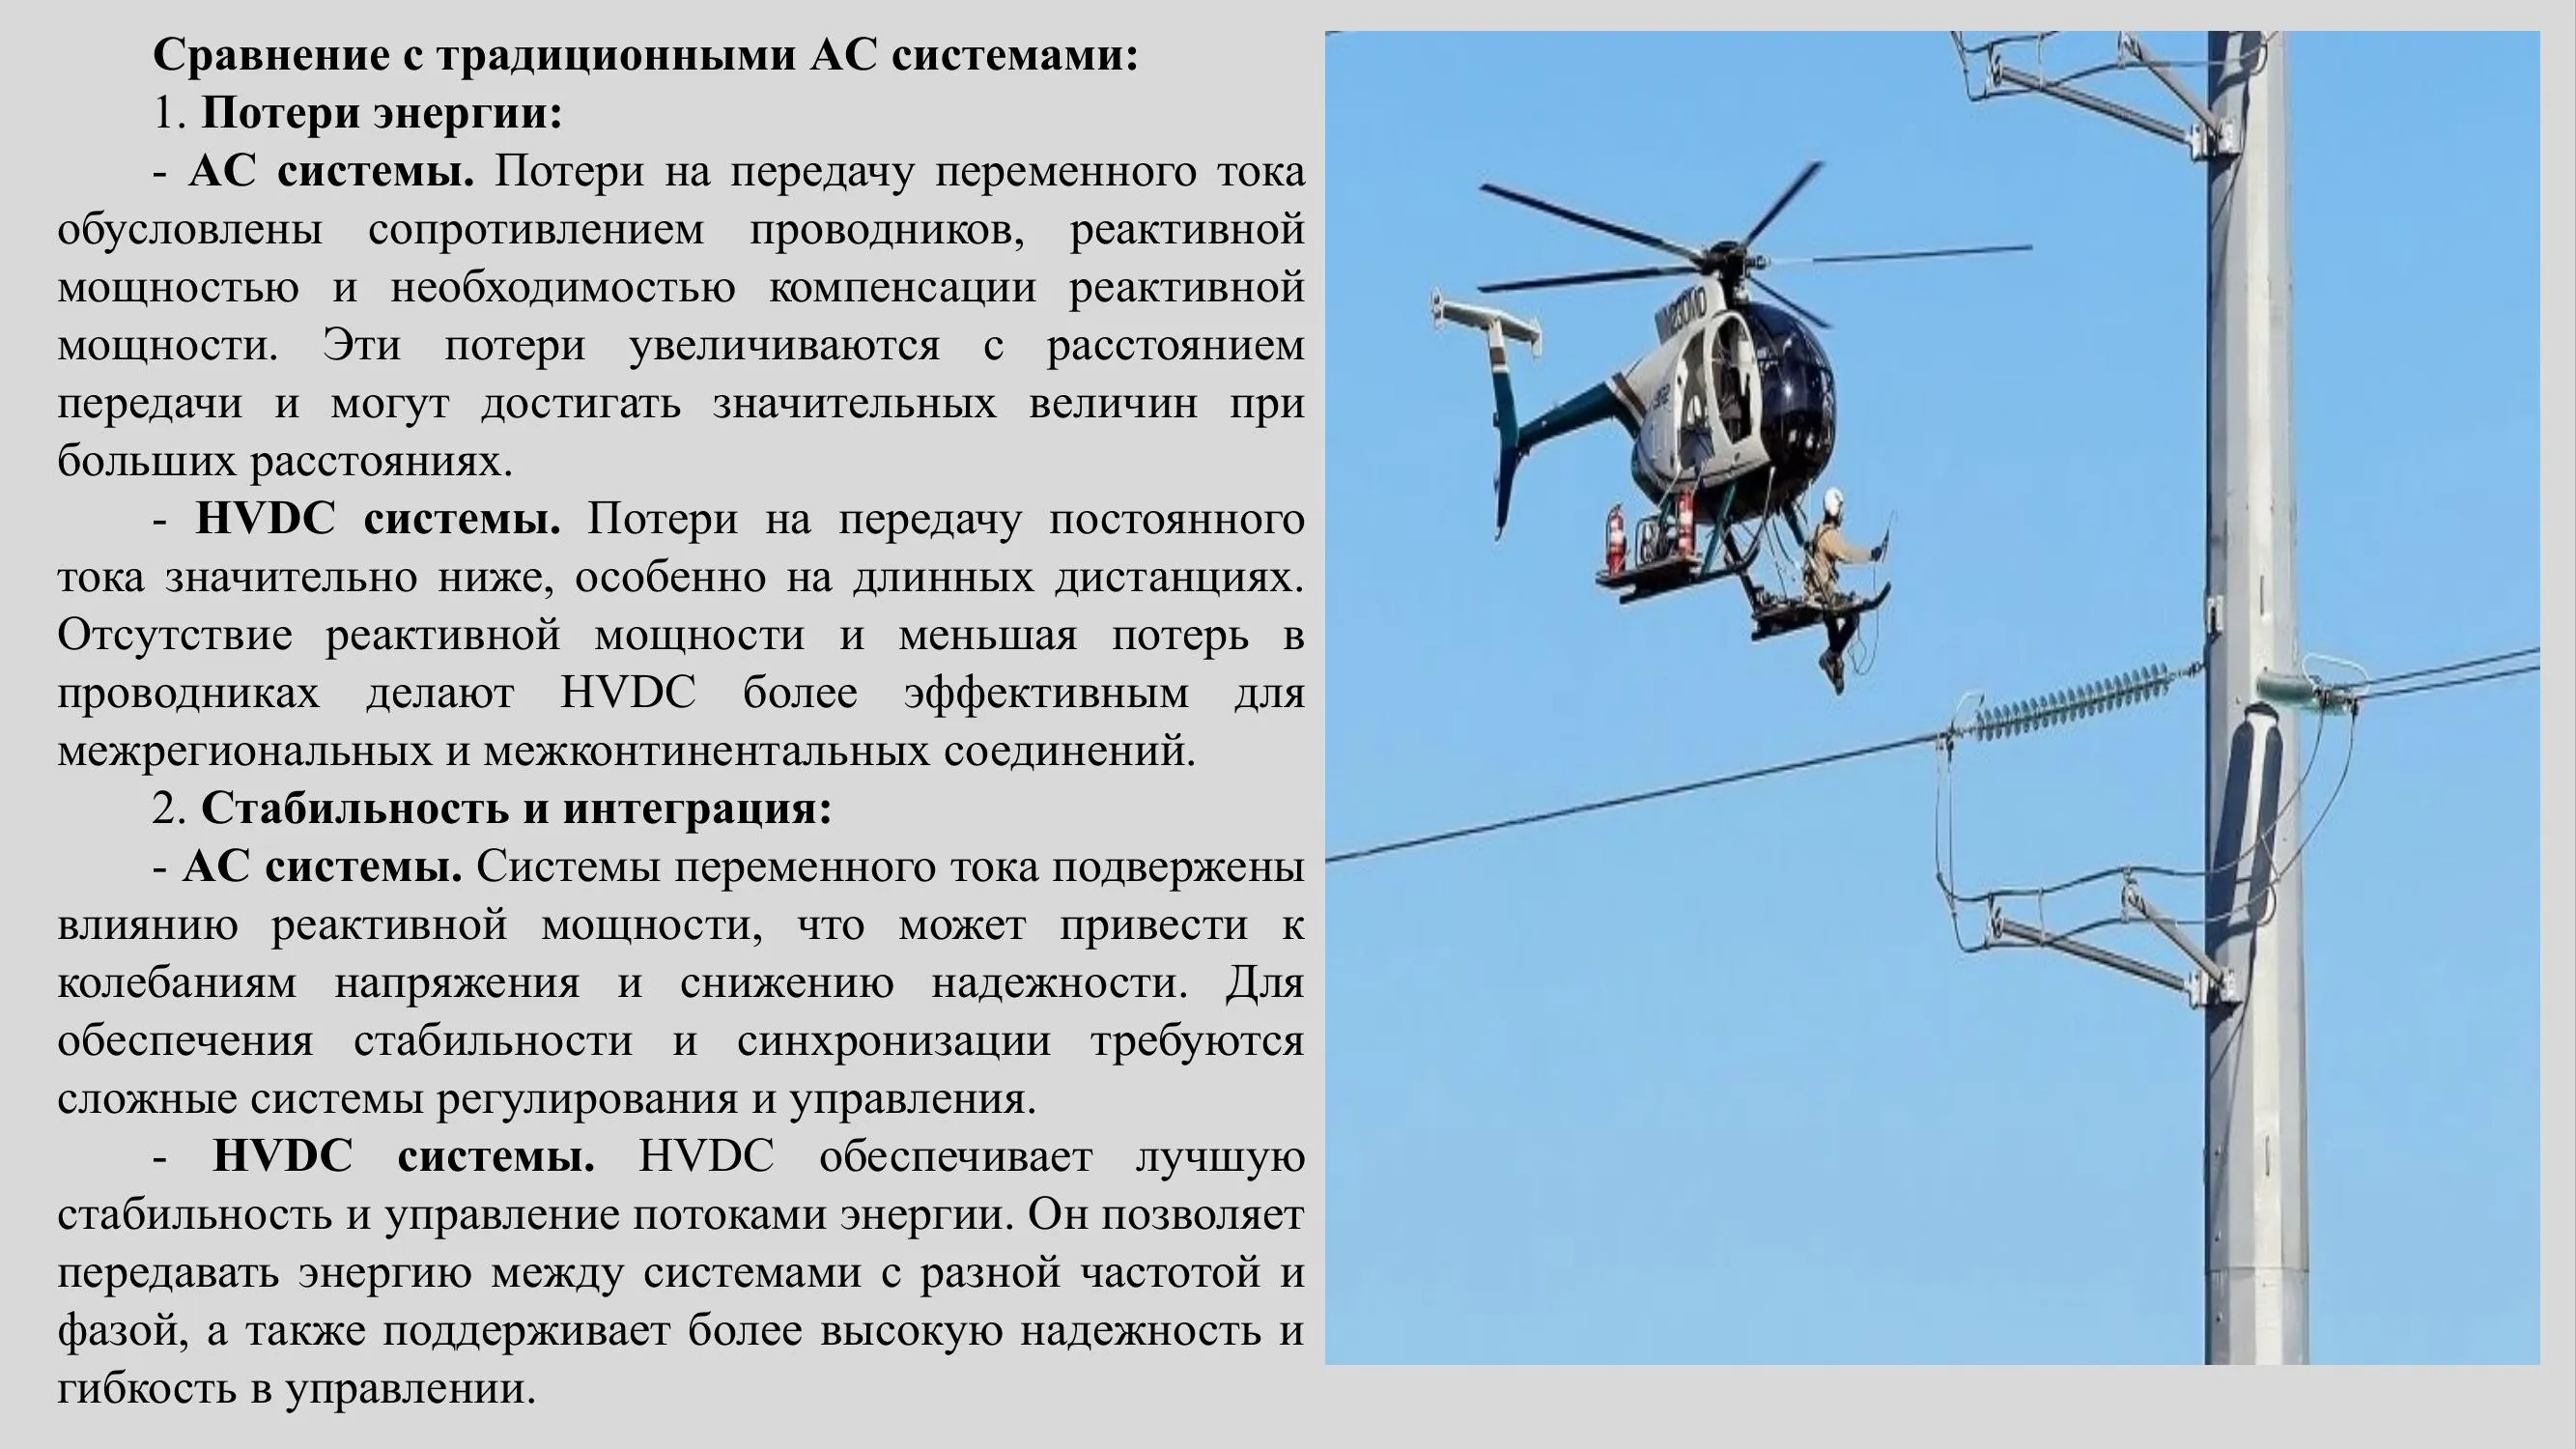 Сравнение с традиционными AC системами:
1. Потери энергии:
- AC системы. Потери на передачу переменного тока
обусловлены сопротивлением проводников, реактивной
мощностью и необходимостью компенсации реактивной
мощности. Эти потери увеличиваются с расстоянием
передачи и могут достигать значительных величин при
больших расстояниях.
- HVDC системы. Потери на передачу постоянного
тока значительно ниже, особенно на длинных дистанциях.
Отсутствие реактивной мощности и меньшая потерь в
проводниках делают HVDC более эффективным для
межрегиональных и межконтинентальных соединений.
2. Стабильность и интеграция:
- AC системы. Системы переменного тока подвержены
влиянию реактивной мощности, что может привести к
колебаниям напряжения и снижению надежности. Для
обеспечения стабильности и синхронизации требуются
сложные системы регулирования и управления.
- HVDC системы. HVDC обеспечивает лучшую
стабильность и управление потоками энергии. Он позволяет
передавать энергию между системами с разной частотой и
фазой, а также поддерживает более высокую надежность и
гибкость в управлении.